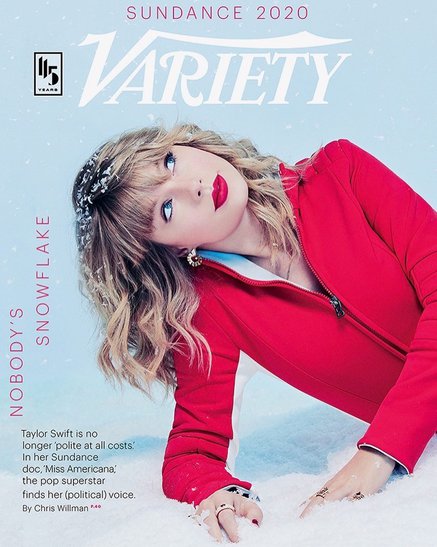 SUNDANCE 2020
115
YEARS
VARIETY
NOBODY'S
SNOWFLAKE
Taylor Swift is no
longer 'polite at all costs.'
In her Sundance
doc, 'Miss Americana,'
the pop superstar
finds her (political) voice.
By Chris Willman P.40